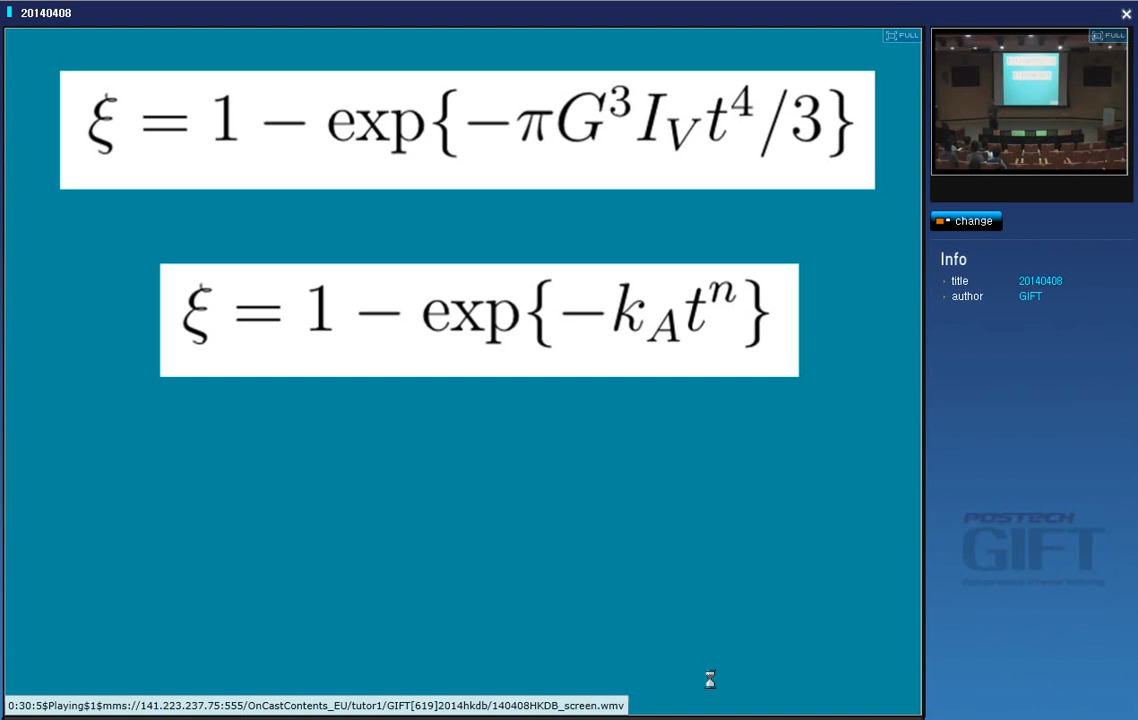 20140408
FULL
FULL
ξ = 1 − exp{−πG³I_V t⁴/3}
ξ = 1 − exp{−k_A tⁿ}
change
Info
title 20140408
author GIFT
POSTECH
GIFT
0:30:5$Playing$1$mms://141.223.237.75:555/OnCastContents_EU/tutor1/GIFT[619]2014hkdb/140408HKDB_screen.wmv